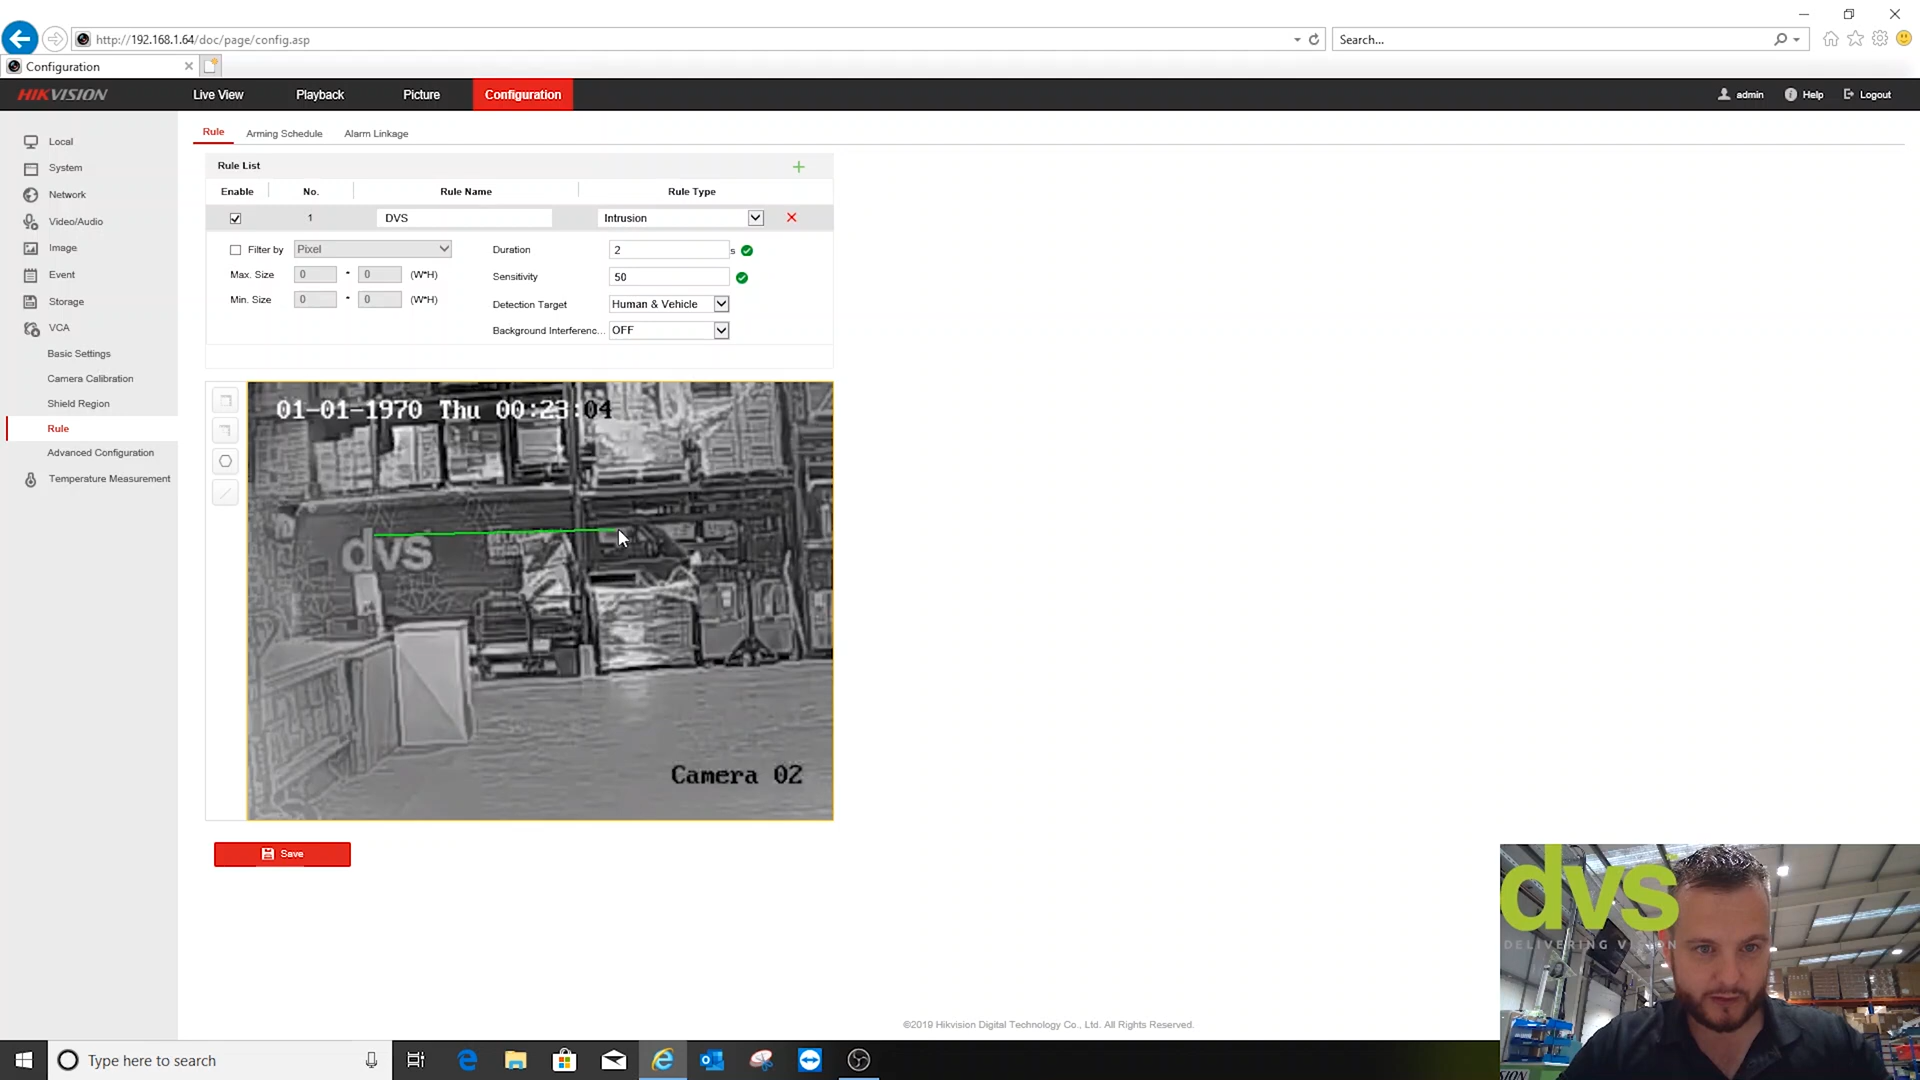 http://192.168.1.64/doc/page/config.asp
Search...
Configuration
HIKVISION
Live View
Playback
Picture
Configuration
admin
Help
Logout
Local
System
Network
Video/Audio
Image
Event
Storage
VCA
Basic Settings
Camera Calibration
Shield Region
Rule
Advanced Configuration
Temperature Measurement
Rule
Arming Schedule
Alarm Linkage
Rule List
Enable
No.
Rule Name
Rule Type
1
DVS
Intrusion
Filter by
Pixel
Max. Size
0
*
0
(W*H)
Min. Size
0
*
0
(W*H)
Duration
2
s
Sensitivity
50
Detection Target
Human & Vehicle
Background Interferenc...
OFF
01-01-1970 Thu 00:23:04
dvs
Camera 02
Save
©2019 Hikvision Digital Technology Co., Ltd. All Rights Reserved.
dvs
DELIVERING VISION
Type here to search